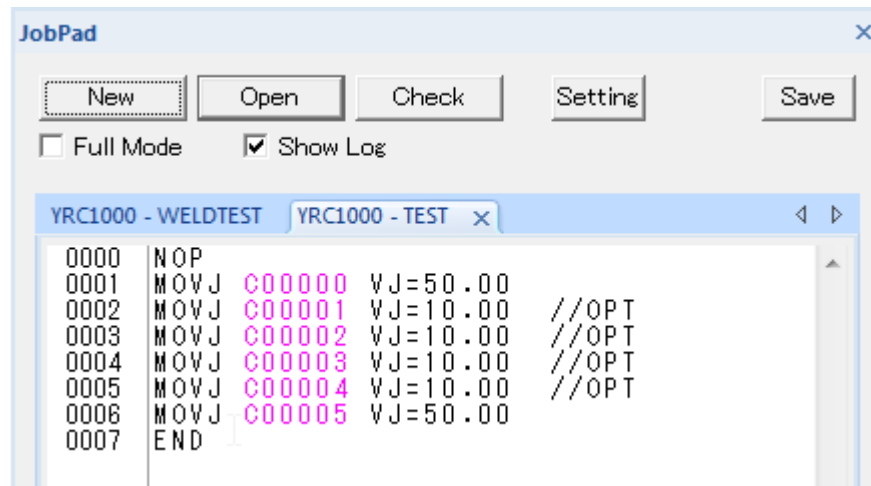 JobPad
New Open Check Setting Save
Full Mode Show Log
YRC1000 - WELDTEST YRC1000 - TEST
0000 NOP
0001 MOVJ C00000 VJ=50.00
0002 MOVJ C00001 VJ=10.00 //OPT
0003 MOVJ C00002 VJ=10.00 //OPT
0004 MOVJ C00003 VJ=10.00 //OPT
0005 MOVJ C00004 VJ=10.00 //OPT
0006 MOVJ C00005 VJ=50.00
0007 END